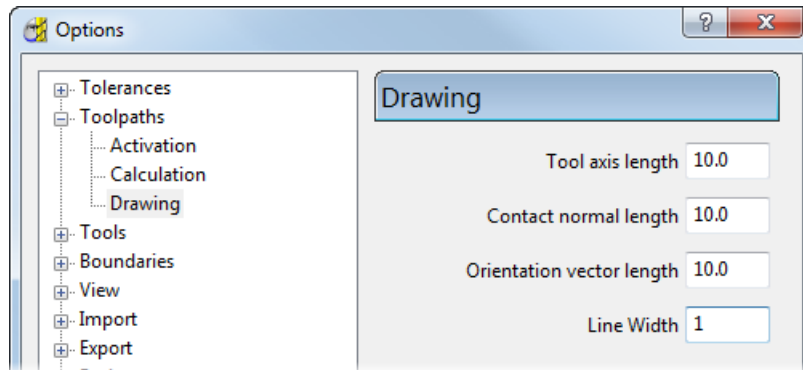 Options
?
Tolerances
Toolpaths
Activation
Calculation
Drawing
Tools
Boundaries
View
Import
Export
Drawing
Tool axis length 10.0
Contact normal length 10.0
Orientation vector length 10.0
Line Width 1